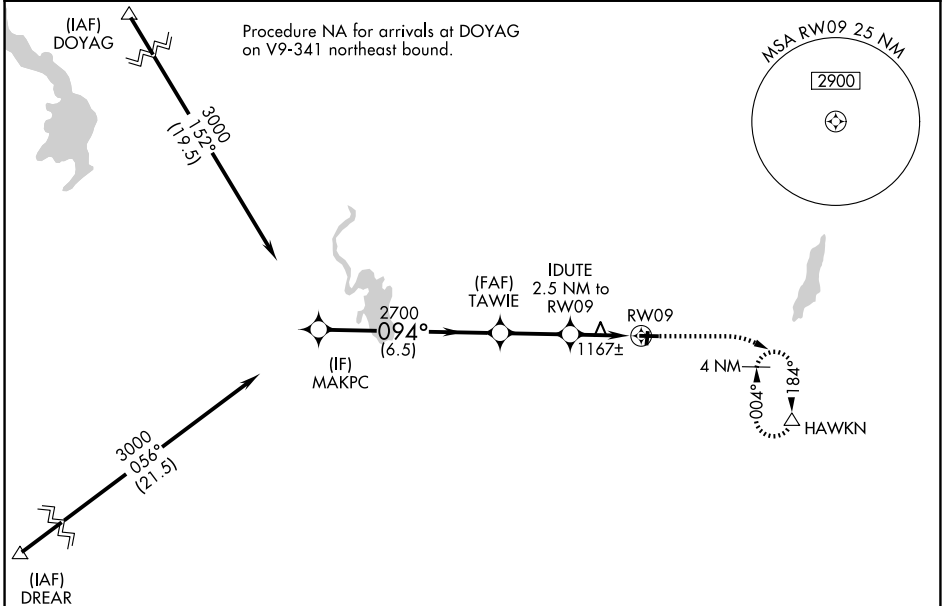 (IAF)
DOYAG
Procedure NA for arrivals at DOYAG
on V9-341 northeast bound.
MSA RW09 25 NM
2900
3000
152°
(19.5)
(FAF)
TAWIE
IDUTE
2.5 NM to
RW09
RW09
2700
094°
(6.5)
1167±
(IF)
MAKPC
4 NM
004°
184°
HAWKN
3000
056°
(21.5)
(IAF)
DREAR